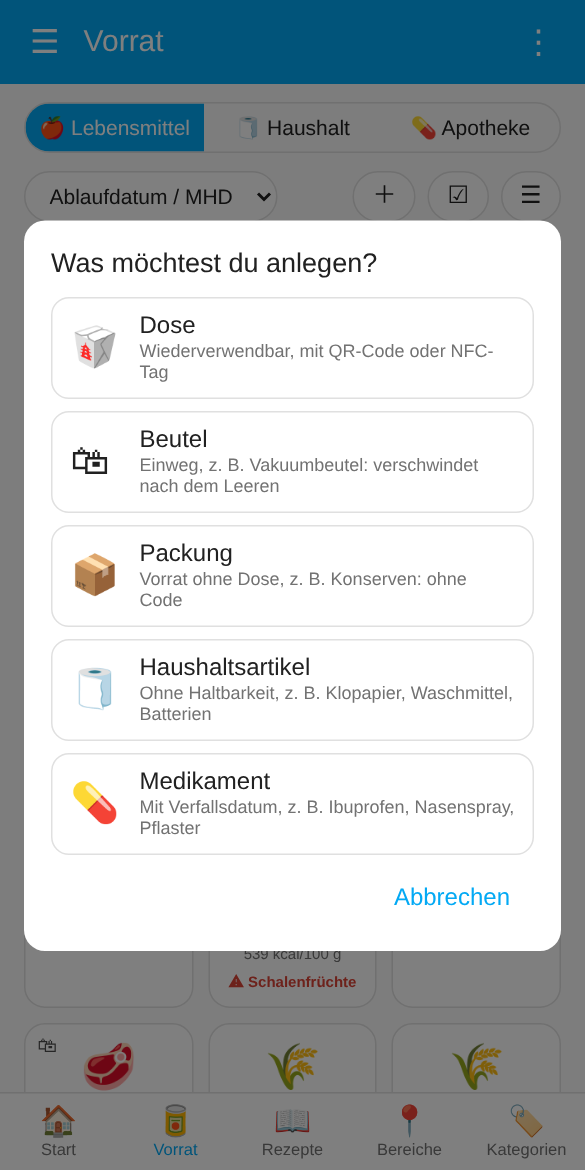 Vorrat
Lebensmittel
Haushalt
Apotheke
Ablaufdatum / MHD
Was möchtest du anlegen?
Dose
Wiederverwendbar, mit QR-Code oder NFC-
Tag
Beutel
Einweg, z. B. Vakuumbeutel: verschwindet
nach dem Leeren
Packung
Vorrat ohne Dose, z. B. Konserven: ohne
Code
Haushaltsartikel
Ohne Haltbarkeit, z. B. Klopapier, Waschmittel,
Batterien
Medikament
Mit Verfallsdatum, z. B. Ibuprofen, Nasenspray,
Pflaster
Abbrechen
539 kcal/100 g
Schalenfrüchte
Start
Vorrat
Rezepte
Bereiche
Kategorien